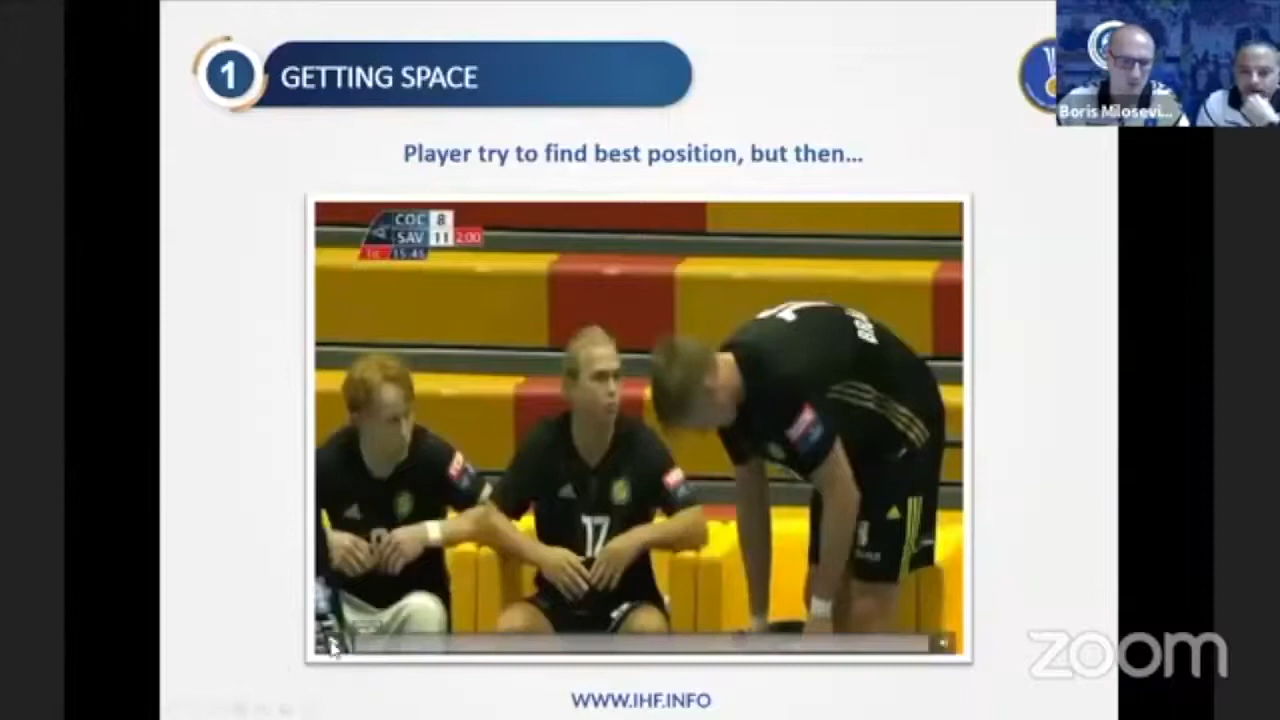 1 GETTING SPACE
Boris Milosevi...
Player try to find best position, but then...
COC 8
SAV 11 2:00
15:45
17
WWW.IHF.INFO
zoom